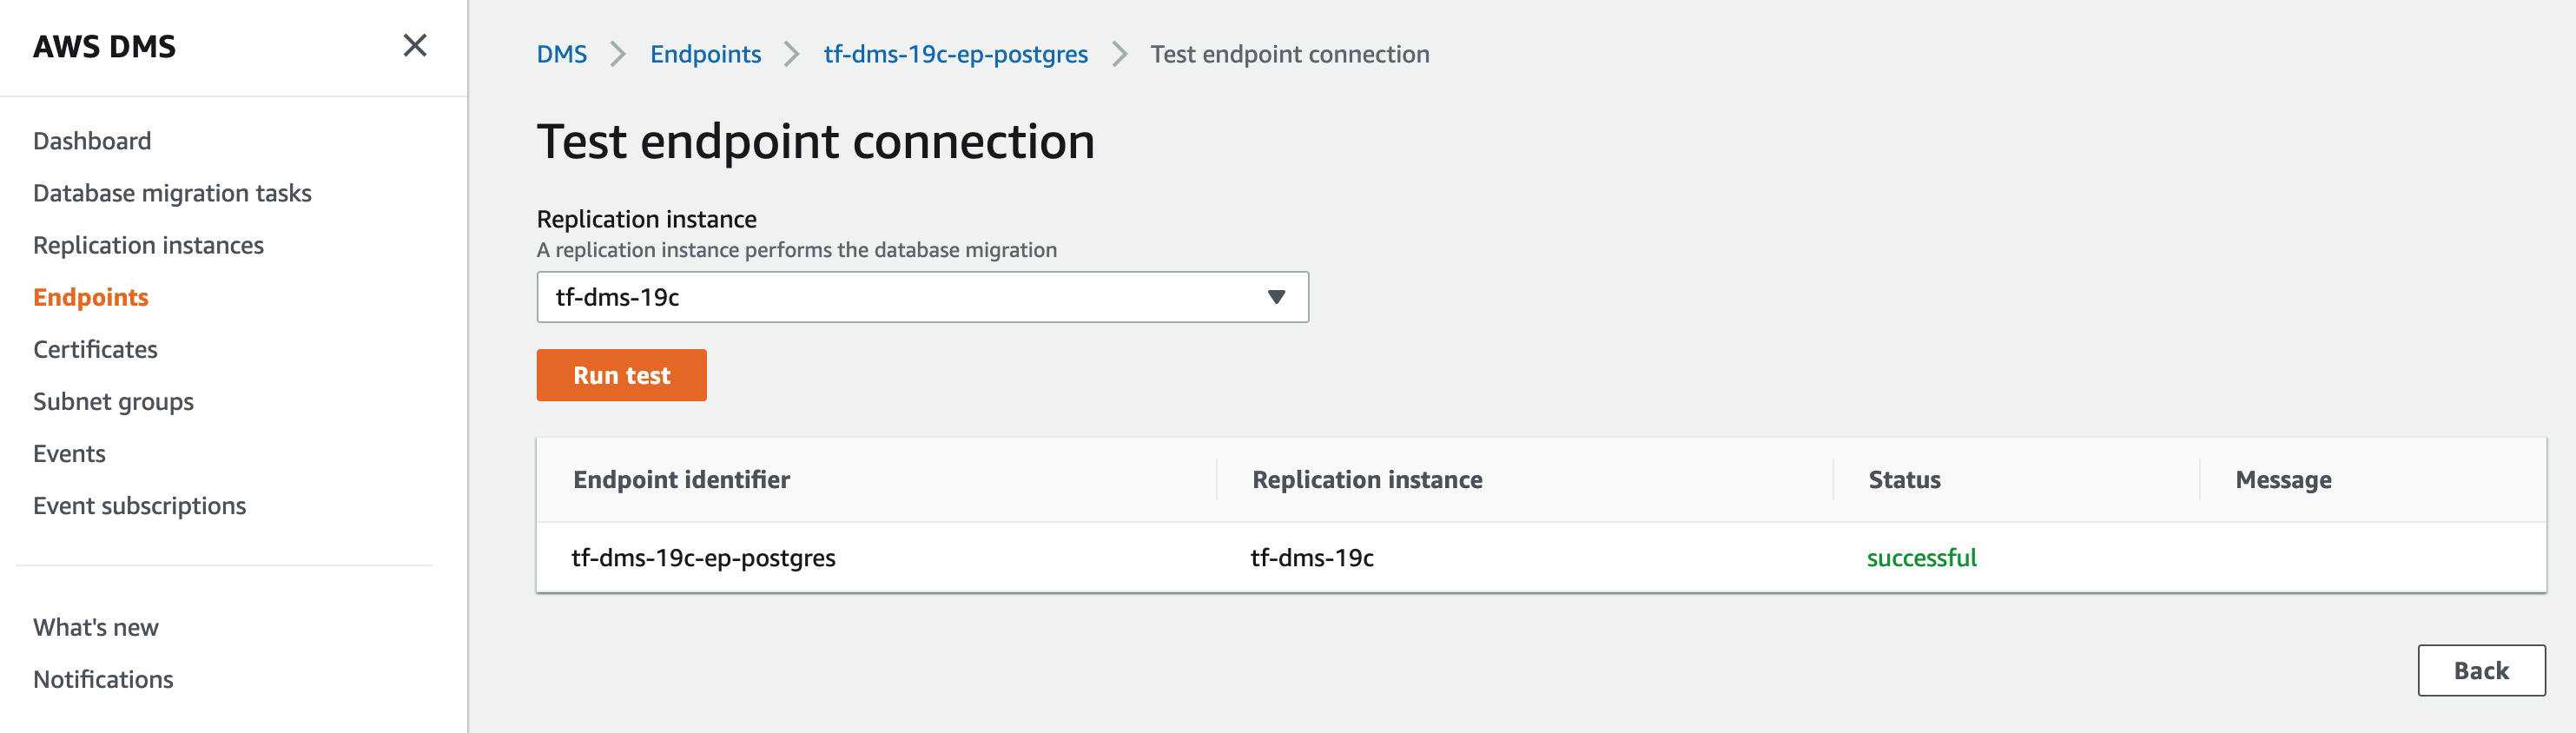 AWS DMS
Dashboard
Database migration tasks
Replication instances
Endpoints
Certificates
Subnet groups
Events
Event subscriptions
What's new
Notifications
DMS Endpoints tf-dms-19c-ep-postgres Test endpoint connection
Test endpoint connection
Replication instance
A replication instance performs the database migration
tf-dms-19c
Run test
Endpoint identifier Replication instance Status Message
tf-dms-19c-ep-postgres tf-dms-19c successful
Back